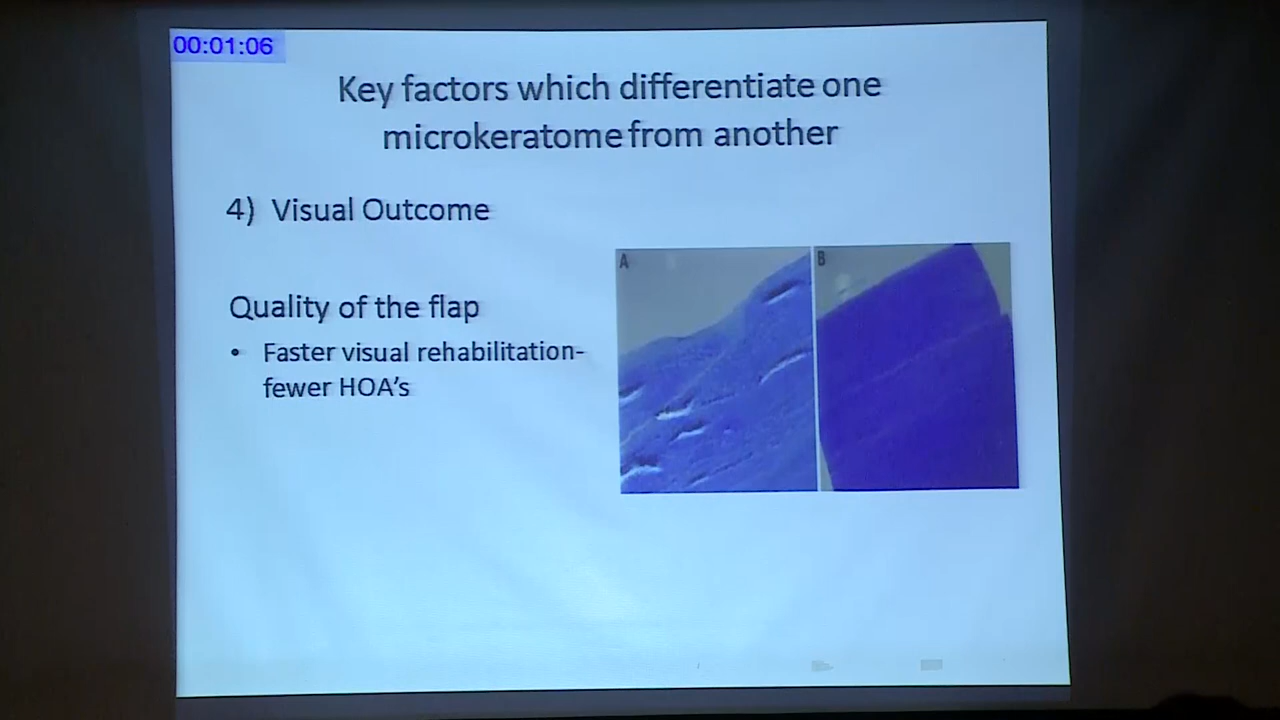 00:01:06
Key factors which differentiate one
microkeratome from another
4) Visual Outcome
Quality of the flap
• Faster visual rehabilitation-
fewer HOA's
A
B